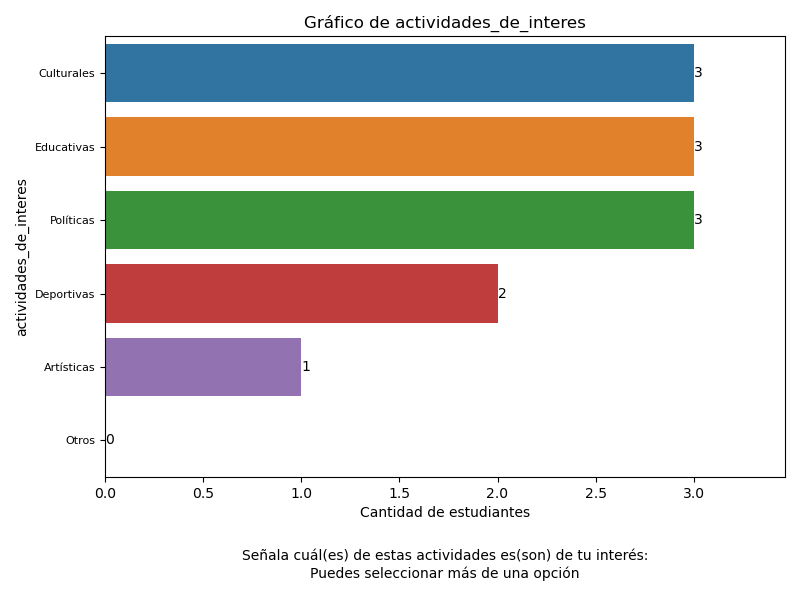 Gráfico de actividades_de_interes
actividades_de_interes
Culturales
3
Educativas
3
Políticas
3
Deportivas
2
Artísticas
1
Otros
0
0.0 0.5 1.0 1.5 2.0 2.5 3.0
Cantidad de estudiantes
Señala cuál(es) de estas actividades es(son) de tu interés:
Puedes seleccionar más de una opción